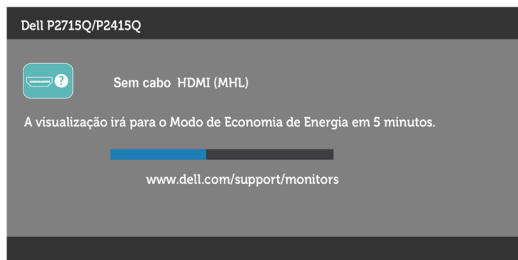 Dell P2715Q/P2415Q
?
Sem cabo HDMI (MHL)
A visualização irá para o Modo de Economia de Energia em 5 minutos.
www.dell.com/support/monitors